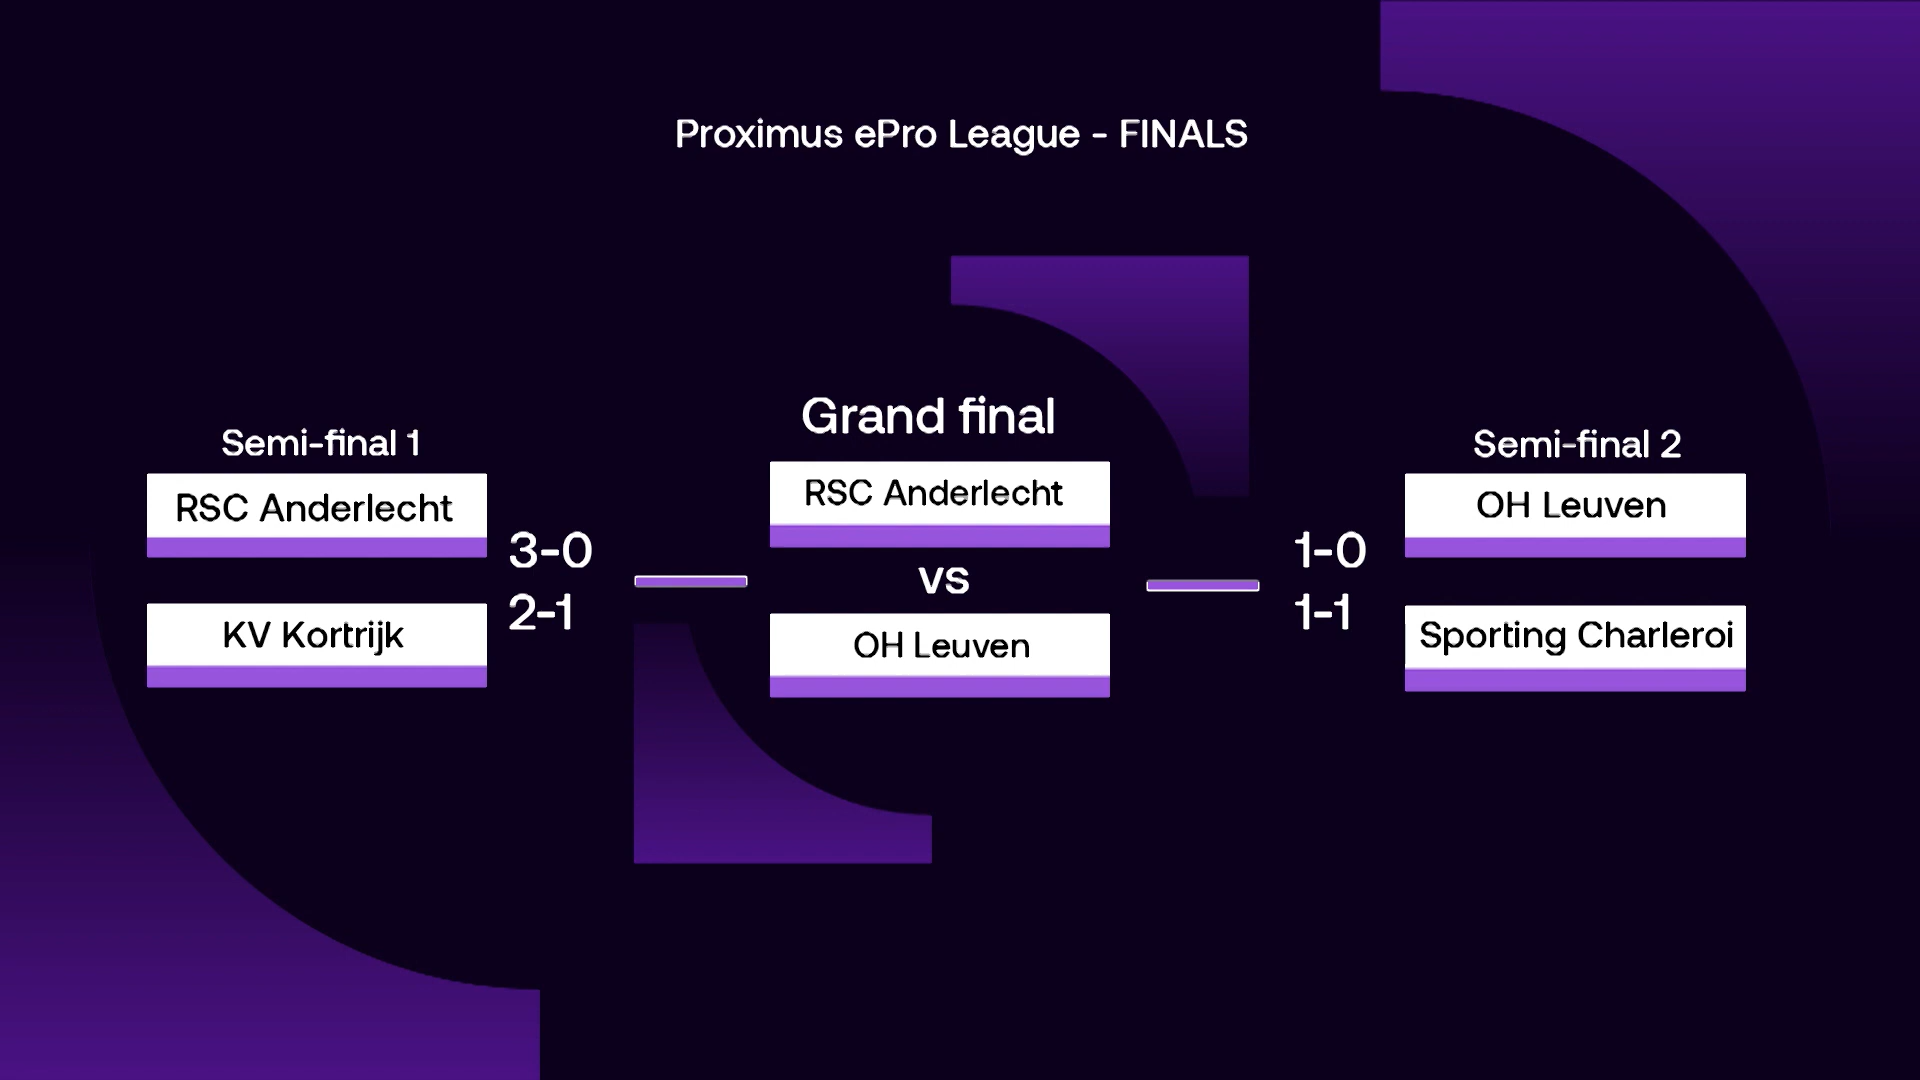 Proximus ePro League - FINALS
Semi-final 1
RSC Anderlecht
KV Kortrijk
3-0
2-1
Grand final
RSC Anderlecht
VS
OH Leuven
1-0
1-1
Semi-final 2
OH Leuven
Sporting Charleroi